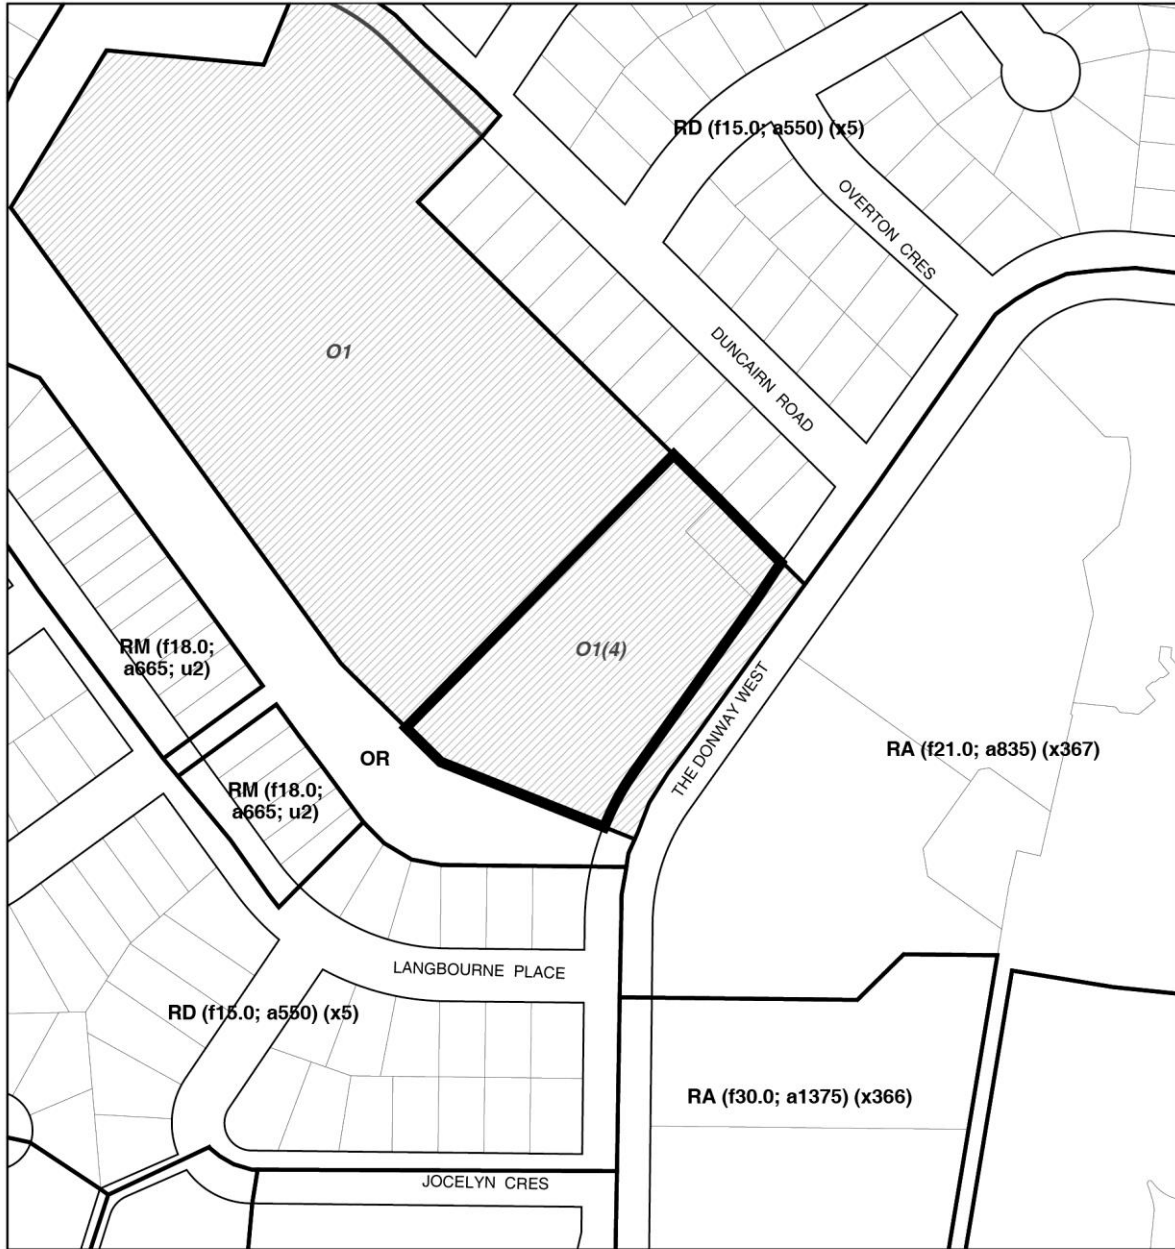 RD (f15.0; a550) (x5)
OVERTON CRES
O1
DUNCAIRN ROAD
RM (f18.0;
a665; u2)
O1(4)
THE DONWAY WEST
OR
RA (f21.0; a835) (x367)
RM (f18.0;
a665; u2)
LANGBOURNE PLACE
RD (f15.0; a550) (x5)
RA (f30.0; a1375) (x366)
JOCELYN CRES